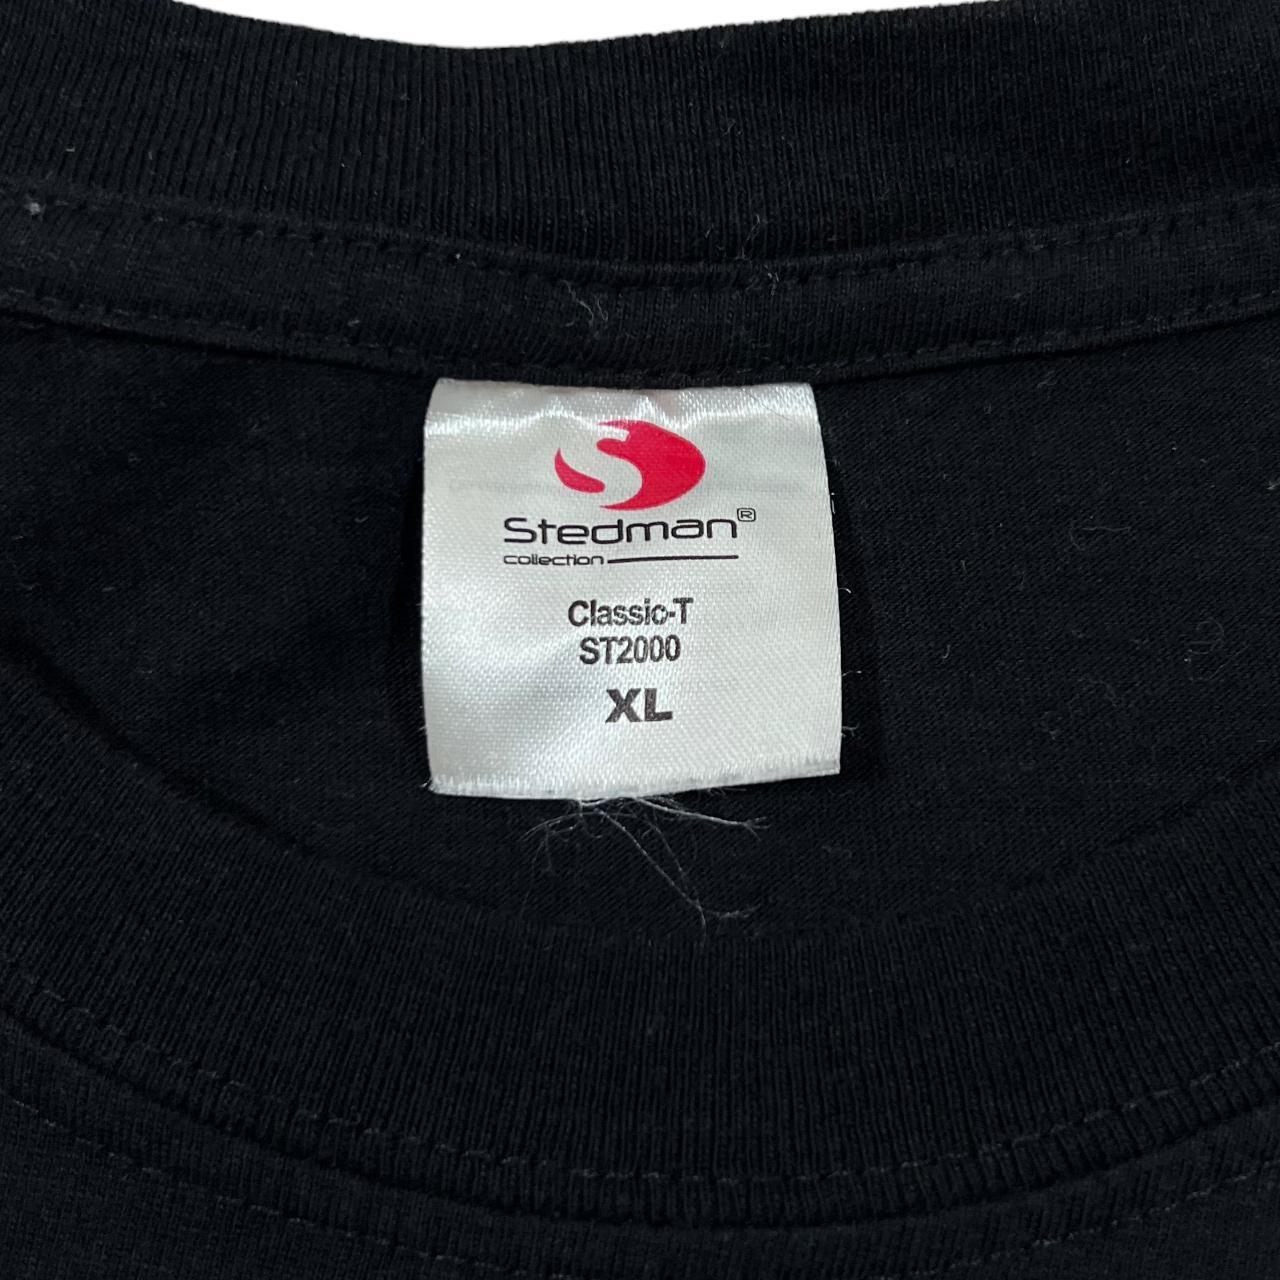 Stedman®
collection
Classic-T
ST2000
XL